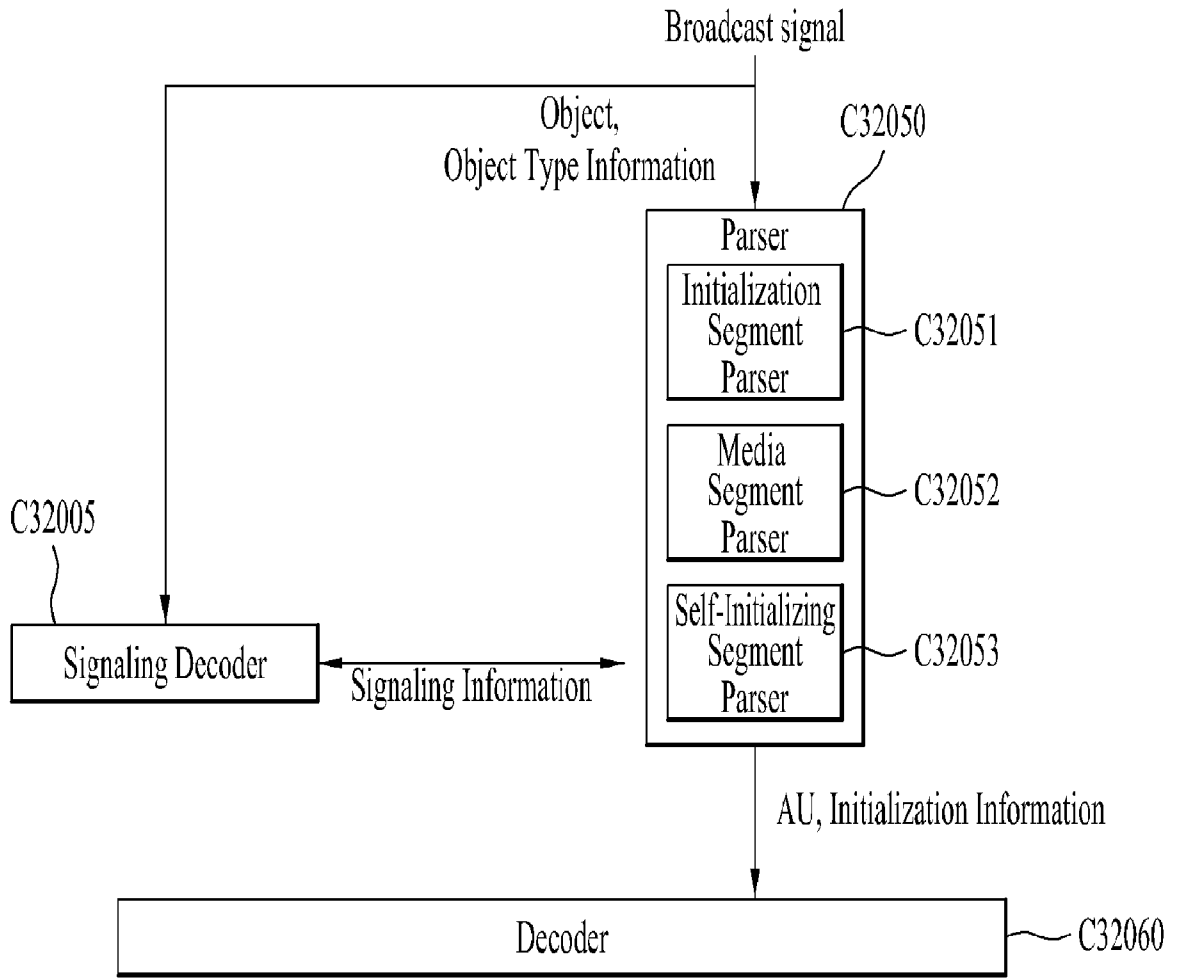 Broadcast signal
Object,
Object Type Information
C32050
Parser
Initialization
Segment
Parser
C32051
Media
Segment
Parser
C32052
Self-Initializing
Segment
Parser
C32053
C32005
Signaling Decoder
Signaling Information
AU, Initialization Information
Decoder
C32060